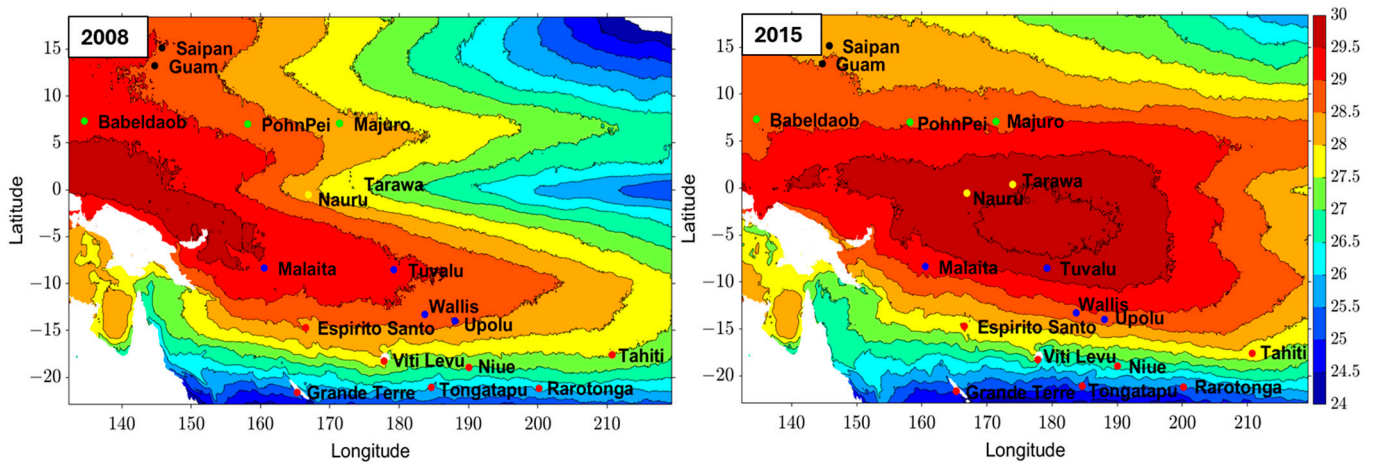 2008
Saipan
Guam
Babeldaob
PohnPei
Majuro
Tarawa
Nauru
Malaita
Tuvalu
Wallis
Upolu
Espirito Santo
Viti Levu
Niue
Tahiti
Grande Terre
Tongatapu
Rarotonga
15
10
5
0
−5
−10
−15
−20
Latitude
140 150 160 170 180 190 200 210
Longitude
2015
Saipan
Guam
Babeldaob
PohnPei
Majuro
Tarawa
Nauru
Malaita
Tuvalu
Wallis
Upolu
Espirito Santo
Viti Levu
Niue
Tahiti
Grande Terre
Tongatapu
Rarotonga
15
10
5
0
−5
−10
−15
−20
Latitude
140 150 160 170 180 190 200 210
Longitude
30
29.5
29
28.5
28
27.5
27
26.5
26
25.5
25
24.5
24